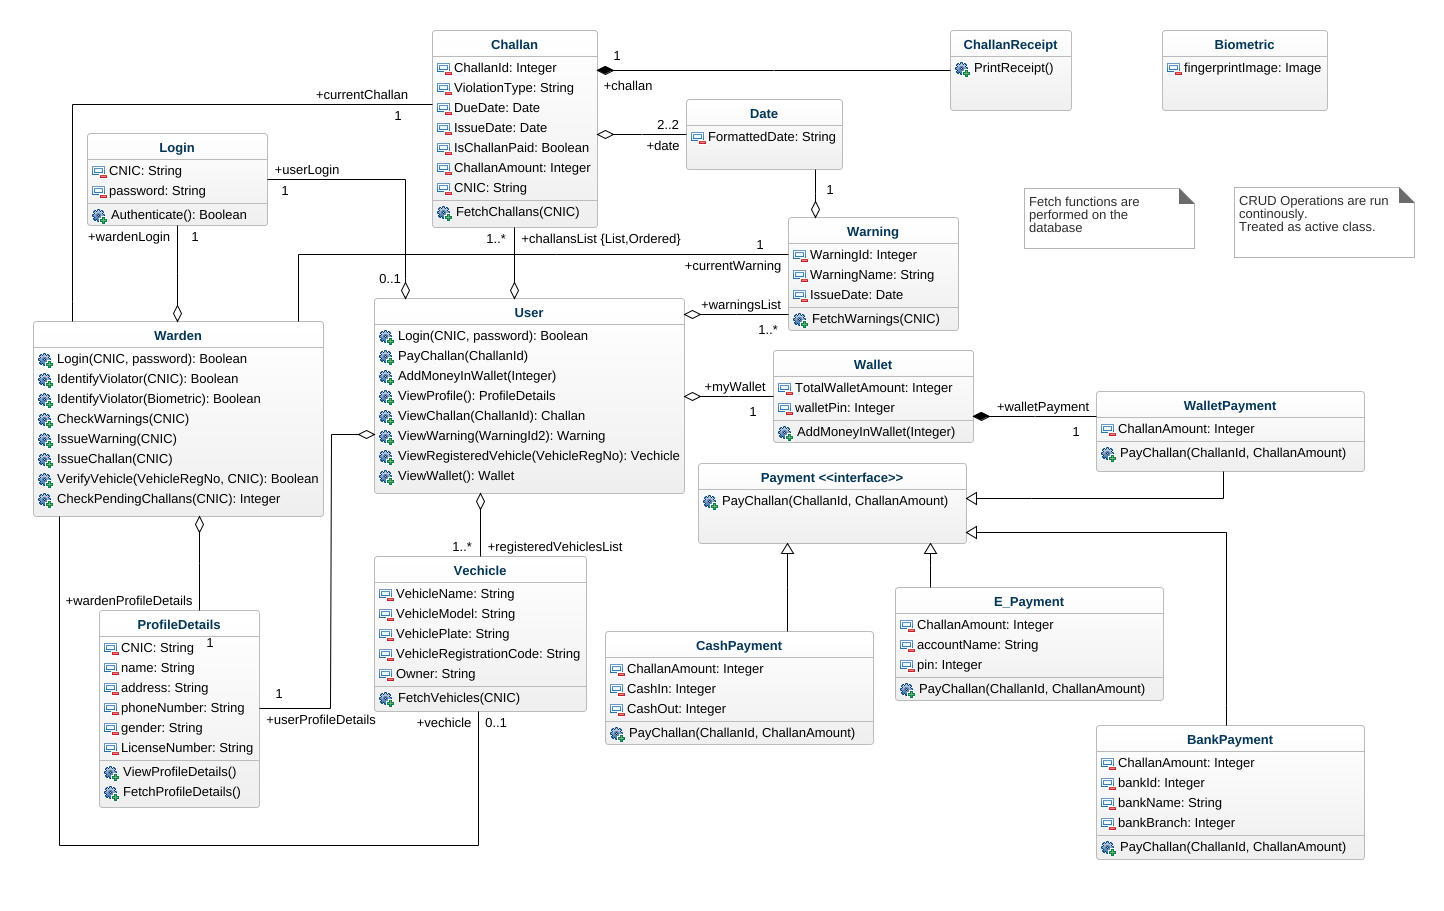 Challan
ChallanId: Integer
ViolationType: String
DueDate: Date
IssueDate: Date
IsChallanPaid: Boolean
ChallanAmount: Integer
CNIC: String
FetchChallans(CNIC)
1
+challan
ChallanReceipt
PrintReceipt()
Biometric
fingerprintImage: Image
+currentChallan
1
2..2
+date
Date
FormattedDate: String
1
Login
CNIC: String
password: String
Authenticate(): Boolean
+userLogin
1
+wardenLogin
1
0..1
1..*
+challansList {List,Ordered}
1
+currentWarning
Warning
WarningId: Integer
WarningName: String
IssueDate: Date
FetchWarnings(CNIC)
Fetch functions are
performed on the
database
CRUD Operations are run
continously.
Treated as active class.
Warden
Login(CNIC, password): Boolean
IdentifyViolator(CNIC): Boolean
IdentifyViolator(Biometric): Boolean
CheckWarnings(CNIC)
IssueWarning(CNIC)
IssueChallan(CNIC)
VerifyVehicle(VehicleRegNo, CNIC): Boolean
CheckPendingChallans(CNIC): Integer
User
Login(CNIC, password): Boolean
PayChallan(ChallanId)
AddMoneyInWallet(Integer)
ViewProfile(): ProfileDetails
ViewChallan(ChallanId): Challan
ViewWarning(WarningId2): Warning
ViewRegisteredVehicle(VehicleRegNo): Vechicle
ViewWallet(): Wallet
+warningsList
1..*
+myWallet
1
Wallet
TotalWalletAmount: Integer
walletPin: Integer
AddMoneyInWallet(Integer)
+walletPayment
1
WalletPayment
ChallanAmount: Integer
PayChallan(ChallanId, ChallanAmount)
Payment <<interface>>
PayChallan(ChallanId, ChallanAmount)
1..*
+registeredVehiclesList
+wardenProfileDetails
1
ProfileDetails
CNIC: String
name: String
address: String
phoneNumber: String
gender: String
LicenseNumber: String
ViewProfileDetails()
FetchProfileDetails()
1
+userProfileDetails
Vechicle
VehicleName: String
VehicleModel: String
VehiclePlate: String
VehicleRegistrationCode: String
Owner: String
FetchVehicles(CNIC)
+vechicle
0..1
CashPayment
ChallanAmount: Integer
CashIn: Integer
CashOut: Integer
PayChallan(ChallanId, ChallanAmount)
E_Payment
ChallanAmount: Integer
accountName: String
pin: Integer
PayChallan(ChallanId, ChallanAmount)
BankPayment
ChallanAmount: Integer
bankId: Integer
bankName: String
bankBranch: Integer
PayChallan(ChallanId, ChallanAmount)